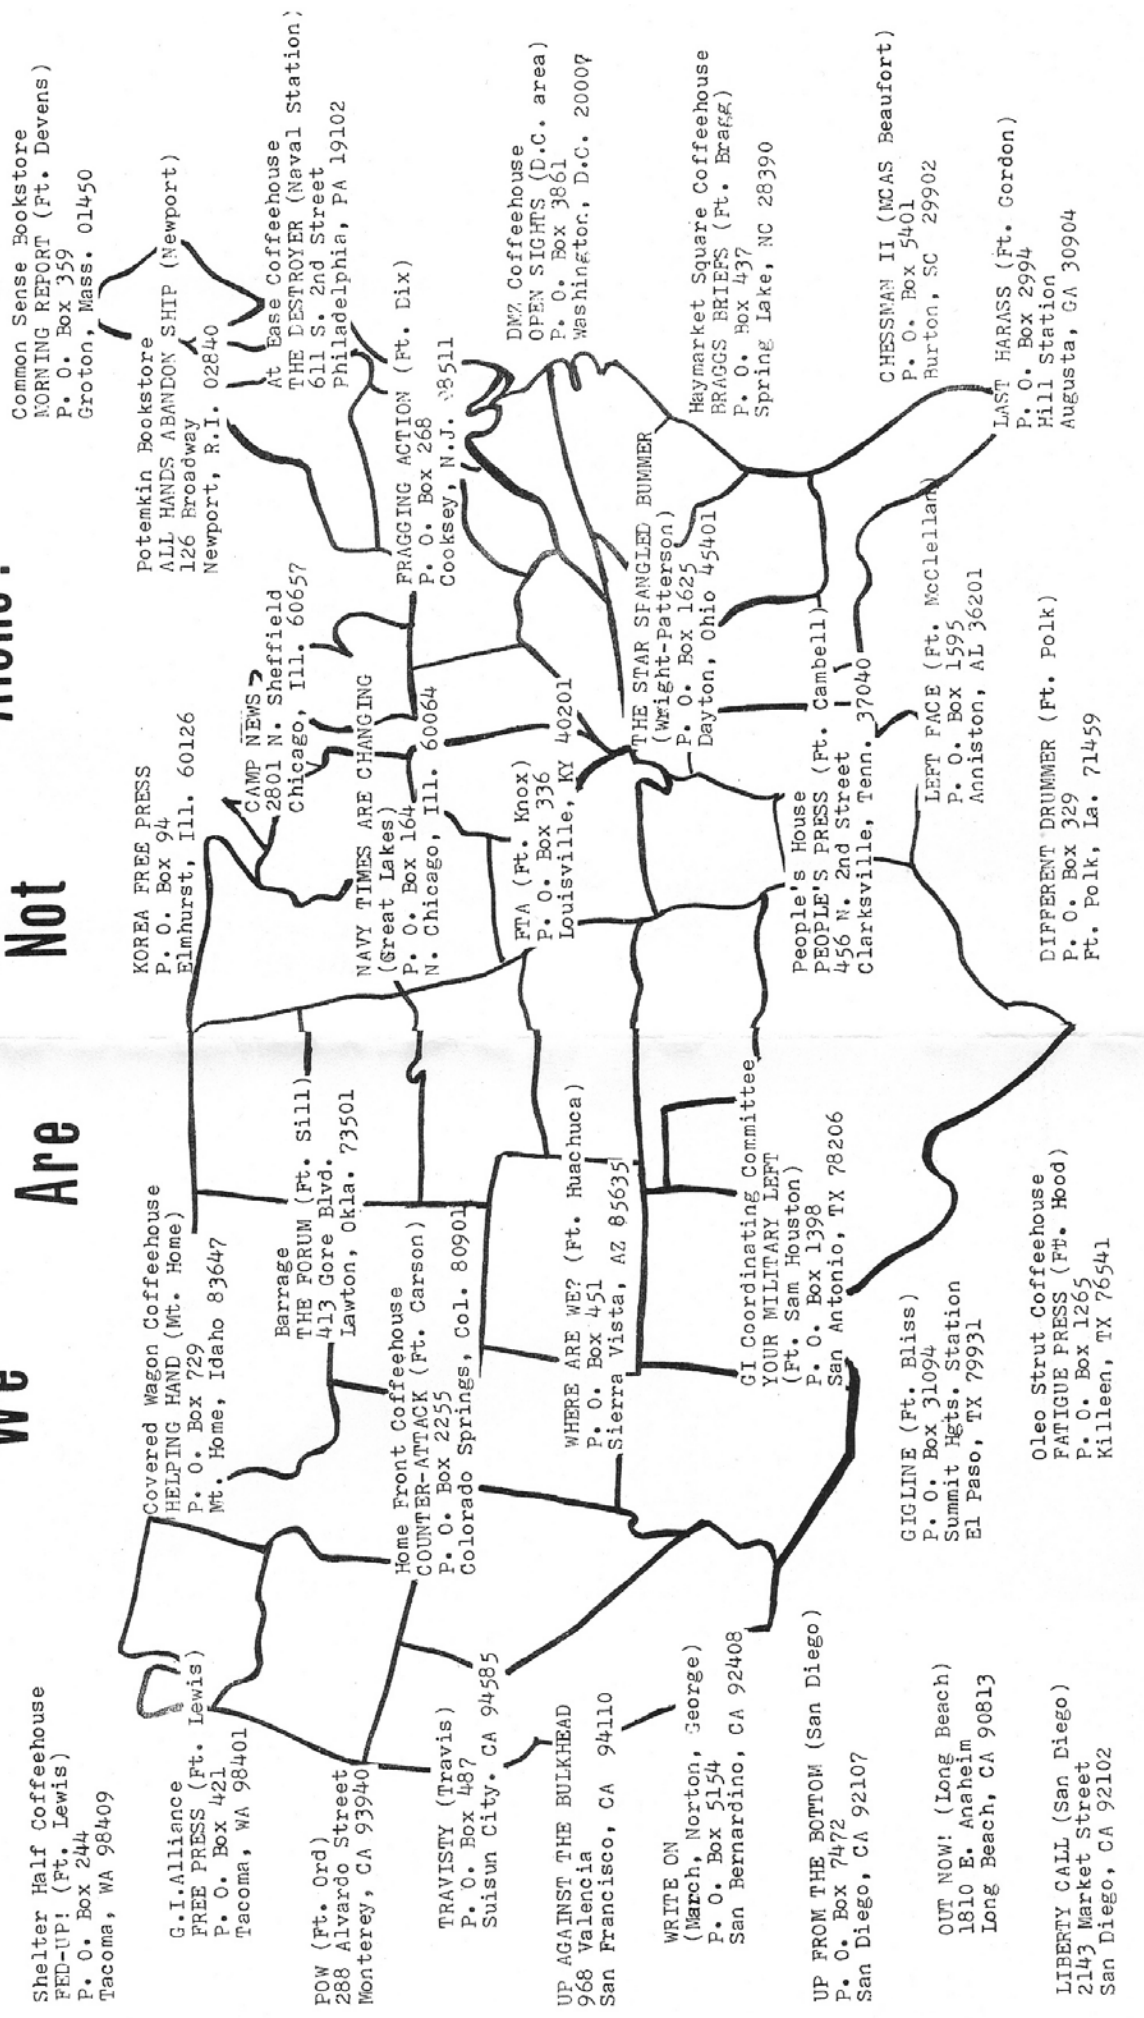 We Are Not Alone!
Shelter Half Coffeehouse
FED-UP! (Ft. Lewis)
P. O. Box 244
Tacoma, WA 98409
G.I.Alliance
FREE PRESS (Ft. Lewis)
P. O. Box 421
Tacoma, WA 98401
POW (Ft. Ord)
288 Alvardo Street
Monterey, CA 93940
TRAVISTY (Travis)
P. O. Box 487
Suisun City. CA 94585
UP AGAINST THE BULKHEAD
968 Valencia
San Francisco, CA 94110
WRITE ON
(March, Norton, George)
P. O. Box 5154
San Bernardino, CA 92408
UP FROM THE BOTTOM (San Diego)
P. O. Box 7472
San Diego, CA 92107
OUT NOW! (Long Beach)
1810 E. Anaheim
Long Beach, CA 90813
LIBERTY CALL (San Diego)
2143 Market Street
San Diego, CA 92102
Covered Wagon Coffeehouse
HELPING HAND (Mt. Home)
P. O. Box 729
Mt. Home, Idaho 83647
Barrage
THE FORUM (Ft. Sill)
413 Gore Blvd.
Lawton, Okla. 73501
Home Front Coffeehouse
COUNTER-ATTACK (Ft. Carson)
P. O. Box 2255
Colorado Springs, Col. 80901
WHERE ARE WE? (Ft. Huachuca)
P. O. Box 451
Sierra Vista, AZ 85635
GI Coordinating Committee
YOUR MILITARY LEFT
(Ft. Sam Houston)
P. O. Box 1398
San Antonio, TX 78206
GIGLINE (Ft. Bliss)
P. O. Box 31094
Summit Hgts. Station
El Paso, TX 79931
Oleo Strut Coffeehouse
FATIGUE PRESS (Ft. Hood)
P. O. Box 1265
Killeen, TX 76541
KOREA FREE PRESS
P. O. Box 94
Elmhurst, Ill. 60126
CAMP NEWS
2801 N. Sheffield
Chicago, Ill. 60657
NAVY TIMES ARE CHANGING
(Great Lakes)
P. O. Box 164
N. Chicago, Ill. 60064
FTA (Ft. Knox)
P. O. Box 336
Louisville, KY 40201
THE STAR SPANGLED BUMMER
(Wright-Patterson)
P. O. Box 1625
Dayton, Ohio 45401
People's House
PEOPLE'S PRESS (Ft. Cambell)
456 N. 2nd Street
Clarksville, Tenn. 37040
LEFT FACE (Ft. McClellan)
P. O. Box 1595
Anniston, AL 36201
DIFFERENT DRUMMER (Ft. Polk)
P. O. Box 329
Ft. Polk, La. 71459
Common Sense Bookstore
MORNING REPORT (Ft. Devens)
P. O. Box 359
Groton, Mass. 01450
Potemkin Bookstore
ALL HANDS ABANDON SHIP (Newport)
126 Broadway
Newport, R.I. 02840
At Ease Coffeehouse
THE DESTROYER (Naval Station)
611 S. 2nd Street
Philadelphia, PA 19102
FRAGGING ACTION (Ft. Dix)
P. O. Box 268
Cooksey, N.J. 08511
DMZ Coffeehouse
OPEN SIGHTS (D.C. area)
P. O. Box 3861
Washington, D.C. 20007
Haymarket Square Coffeehouse
BRAGGS BRIEFS (Ft. Bragg)
P. O. Box 437
Spring Lake, NC 28390
CHESSMAN II (MCAS Beaufort)
P. O. Box 5401
Burton, SC 29902
LAST HARASS (Ft. Gordon)
P. O. Box 2994
Hill Station
Augusta, GA 30904